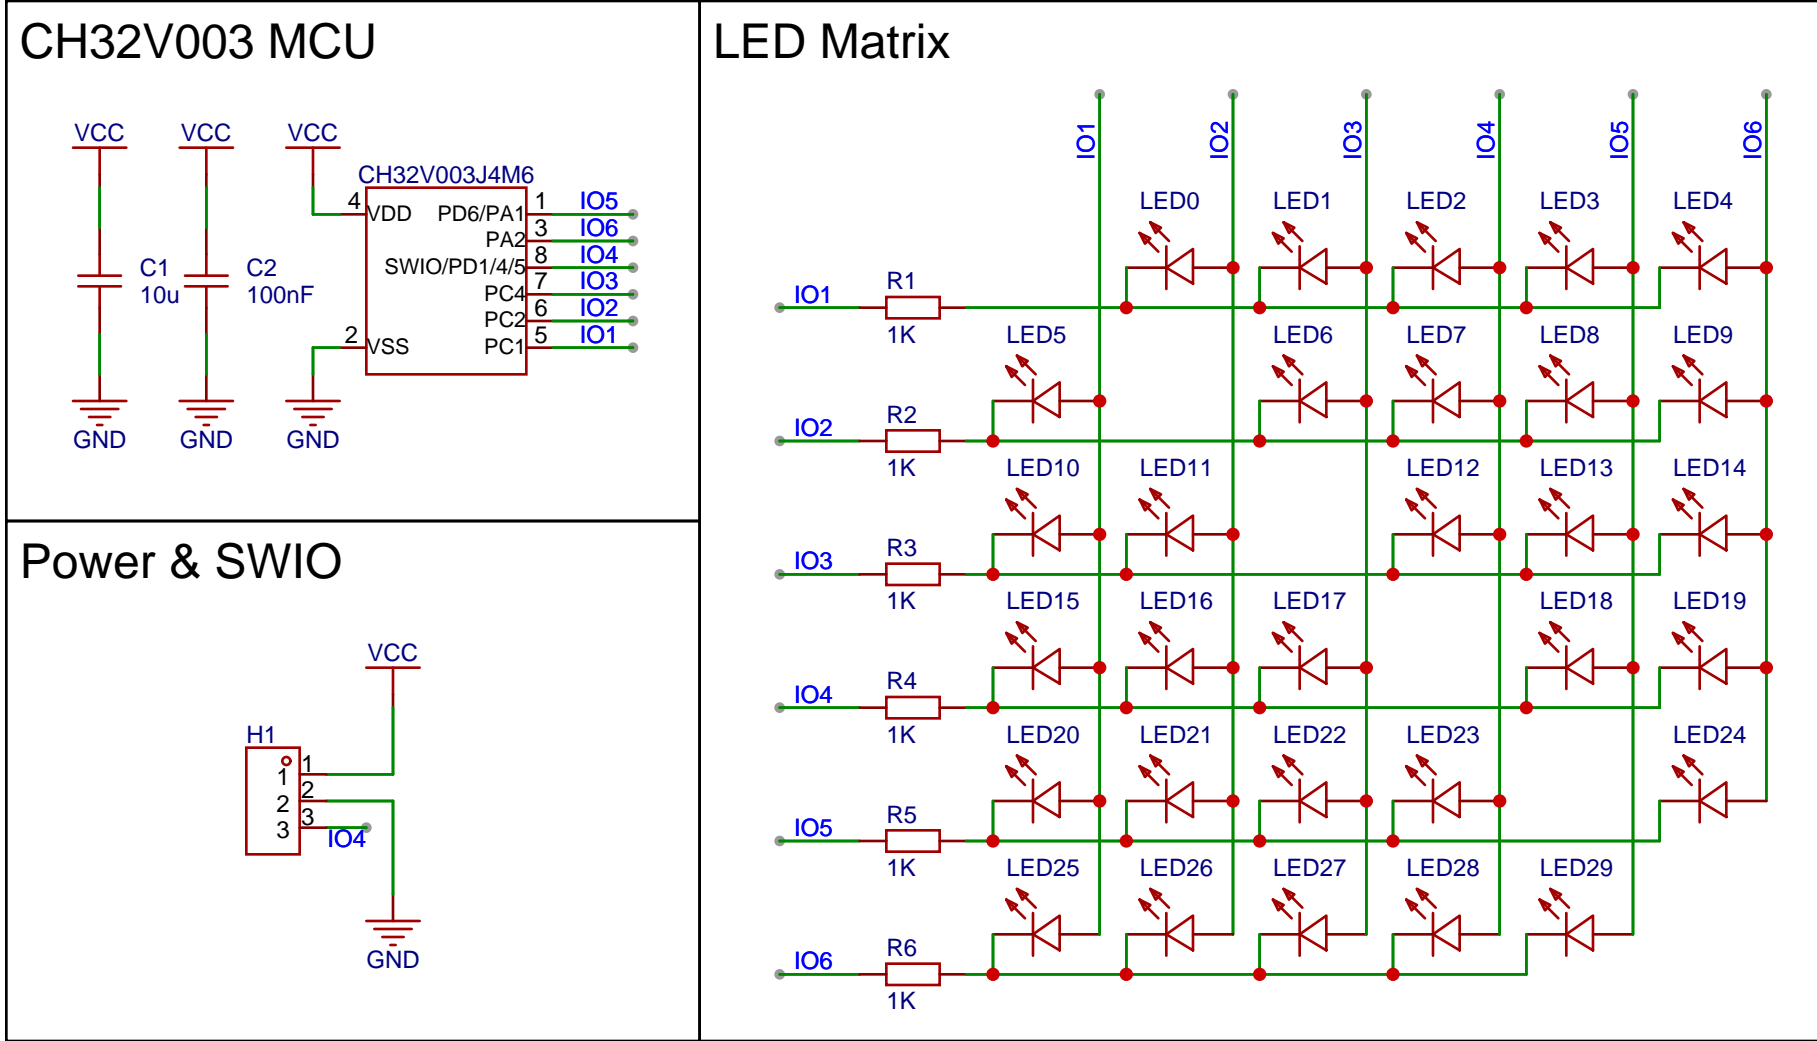 CH32V003 MCU
VCC VCC VCC
CH32V003J4M6
4 VDD PD6/PA1 1 IO5
PA2 3 IO6
SWIO/PD1/4/5 8 IO4
PC4 7 IO3
PC2 6 IO2
2 VSS PC1 5 IO1
C1
10u
C2
100nF
GND GND GND
Power & SWIO
VCC
H1
1 1
2 2
3 3
IO4
GND
LED Matrix
IO1 IO2 IO3 IO4 IO5 IO6
LED0 LED1 LED2 LED3 LED4
IO1 R1
1K
LED5 LED6 LED7 LED8 LED9
IO2 R2
1K
LED10 LED11 LED12 LED13 LED14
IO3 R3
1K
LED15 LED16 LED17 LED18 LED19
IO4 R4
1K
LED20 LED21 LED22 LED23 LED24
IO5 R5
1K
LED25 LED26 LED27 LED28 LED29
IO6 R6
1K